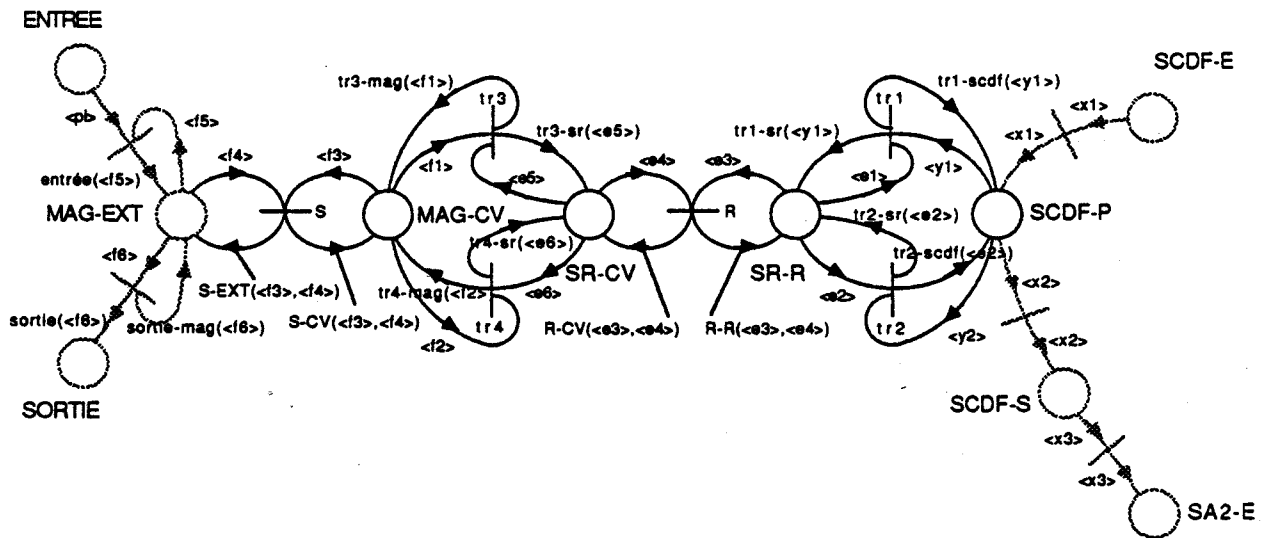 ENTREE
SCDF-E
tr3-mag(<f1>)
tr3
tr1
tr1-scdf(<y1>)
<pb>
<f5>
<x1>
<x1>
<f4>
<f3>
<f1>
tr3-sr(<e5>)
<e4>
<e3>
tr1-sr(<y1>)
<y1>
entrée(<f5>)
<e5>
<e1>
MAG-EXT
S
MAG-CV
R
tr2-sr(<e2>)
SCDF-P
tr4-sr(<e6>)
tr2-scdf(<e2>)
<f6>
SR-CV
SR-R
S-EXT(<f3>,<f4>)
tr4-mag(<f2>)
<e6>
<e2>
<x2>
sortie(<f6>)
sortie-mag(<f6>)
S-CV(<f3>,<f4>)
tr4
R-CV(<e3>,<e4>)
R-R(<e3>,<e4>)
tr2
<f2>
<y2>
<x2>
SORTIE
SCDF-S
<x3>
<x3>
SA2-E